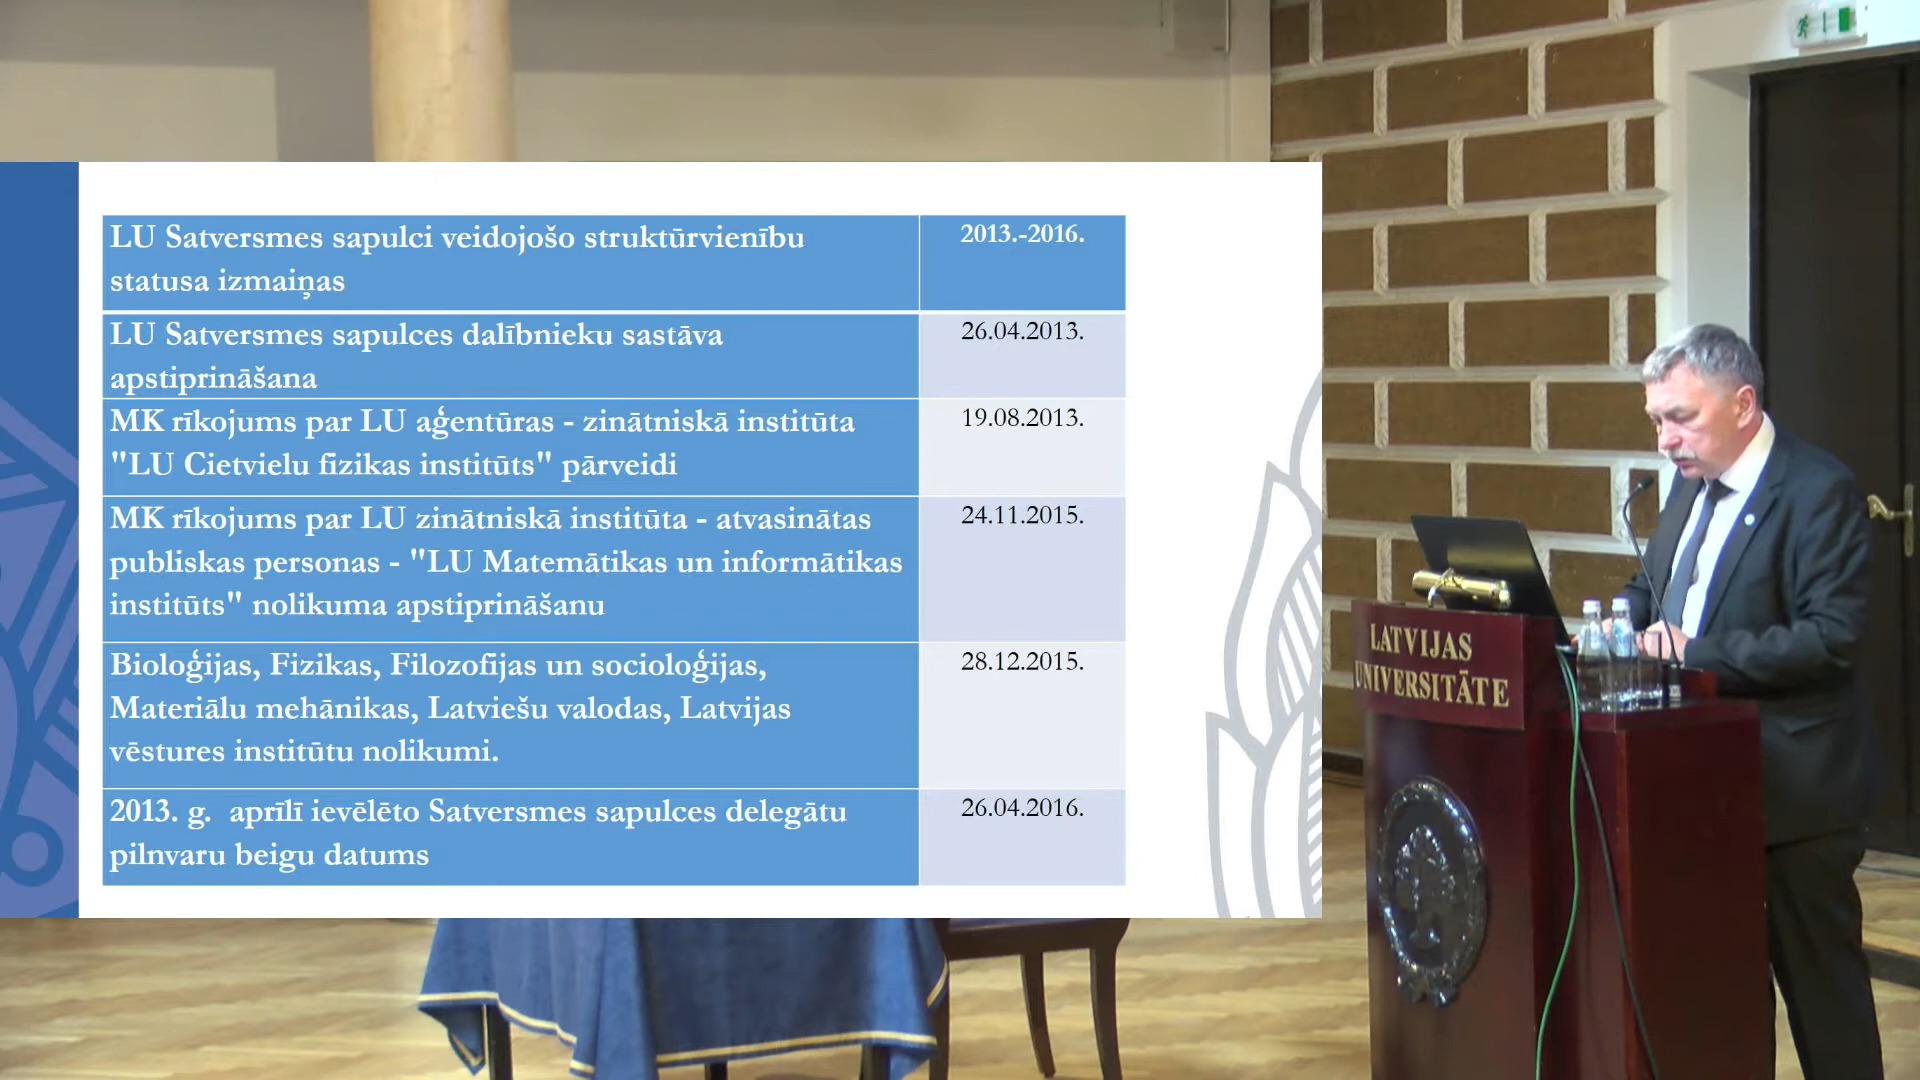 LU Satversmes sapulci veidojošo struktūrvienību
statusa izmaiņas
2013.-2016.
LU Satversmes sapulces dalībnieku sastāva
apstiprināšana
26.04.2013.
MK rīkojums par LU aģentūras - zinātniskā institūta
"LU Cietvielu fizikas institūts" pārveidi
19.08.2013.
MK rīkojums par LU zinātniskā institūta - atvasinātas
publiskas personas - "LU Matemātikas un informātikas
institūts" nolikuma apstiprināšanu
24.11.2015.
Bioloģijas, Fizikas, Filozofijas un socioloģijas,
Materiālu mehānikas, Latviešu valodas, Latvijas
vēstures institūtu nolikumi.
28.12.2015.
2013. g. aprīlī ievēlēto Satversmes sapulces delegātu
pilnvaru beigu datums
26.04.2016.
LATVIJAS
UNIVERSITĀTE